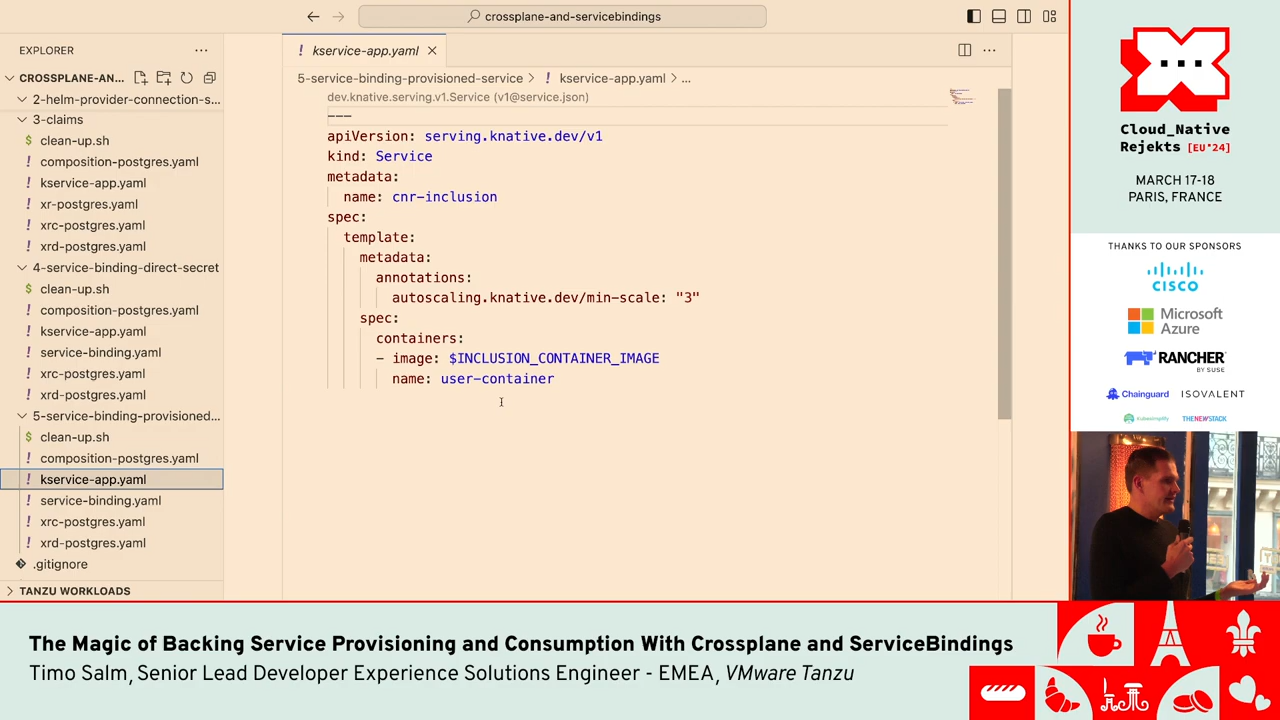 crossplane-and-servicebindings
EXPLORER
CROSSPLANE-AN...
2-helm-provider-connection-s...
3-claims
$ clean-up.sh
! composition-postgres.yaml
! kservice-app.yaml
! xr-postgres.yaml
! xrc-postgres.yaml
! xrd-postgres.yaml
4-service-binding-direct-secret
$ clean-up.sh
! composition-postgres.yaml
! kservice-app.yaml
! service-binding.yaml
! xrc-postgres.yaml
! xrd-postgres.yaml
5-service-binding-provisioned...
$ clean-up.sh
! composition-postgres.yaml
! kservice-app.yaml
! service-binding.yaml
! xrc-postgres.yaml
! xrd-postgres.yaml
.gitignore
TANZU WORKLOADS
! kservice-app.yaml
5-service-binding-provisioned-service > ! kservice-app.yaml > ...
dev.knative.serving.v1.Service (v1@service.json)
---
apiVersion: serving.knative.dev/v1
kind: Service
metadata:
name: cnr-inclusion
spec:
template:
metadata:
annotations:
autoscaling.knative.dev/min-scale: "3"
spec:
containers:
- image: $INCLUSION_CONTAINER_IMAGE
name: user-container
Cloud_Native
Rejekts [EU*24]
MARCH 17-18
PARIS, FRANCE
THANKS TO OUR SPONSORS
CISCO
Microsoft
Azure
RANCHER
BY SUSE
Chainguard
ISOVALENT
kubesimplify
THENEWSTACK
The Magic of Backing Service Provisioning and Consumption With Crossplane and ServiceBindings
Timo Salm, Senior Lead Developer Experience Solutions Engineer - EMEA, VMware Tanzu